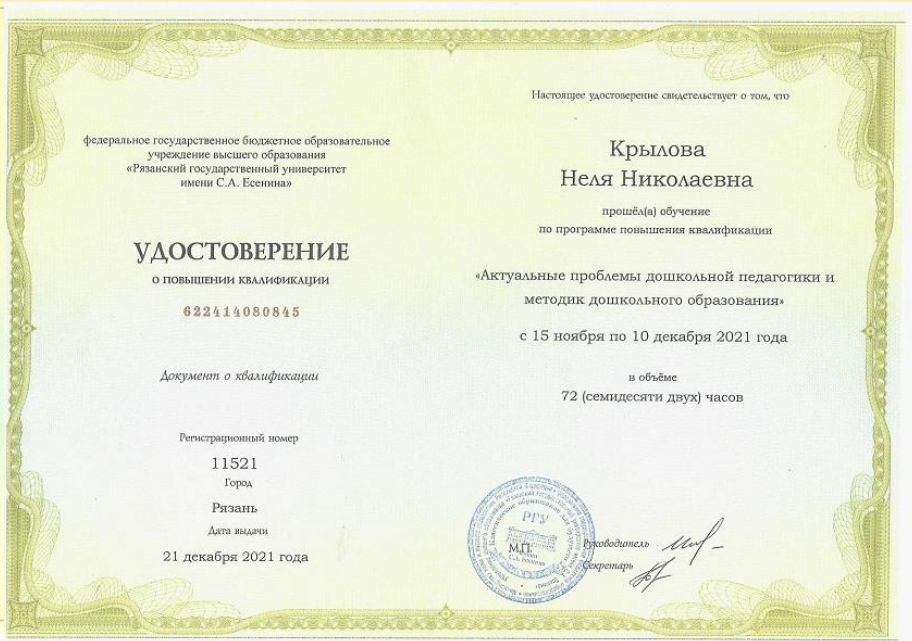 федеральное государственное бюджетное образовательное
учреждение высшего образования
«Рязанский государственный университет
имени С.А. Есенина»
УДОСТОВЕРЕНИЕ
О ПОВЫШЕНИИ КВАЛИФИКАЦИИ
622414080845
Документ о квалификации
Регистрационный номер
11521
Город
Рязань
Дата выдачи
21 декабря 2021 года
Настоящее удостоверение свидетельствует о том, что
Крылова
Неля Николаевна
прошёл(а) обучение
по программе повышения квалификации
«Актуальные проблемы дошкольной педагогики и
методик дошкольного образования»
с 15 ноября по 10 декабря 2021 года
в объёме
72 (семидесяти двух) часов
РГУ
С.А. Есенина
М.П.
Руководитель
Секретарь